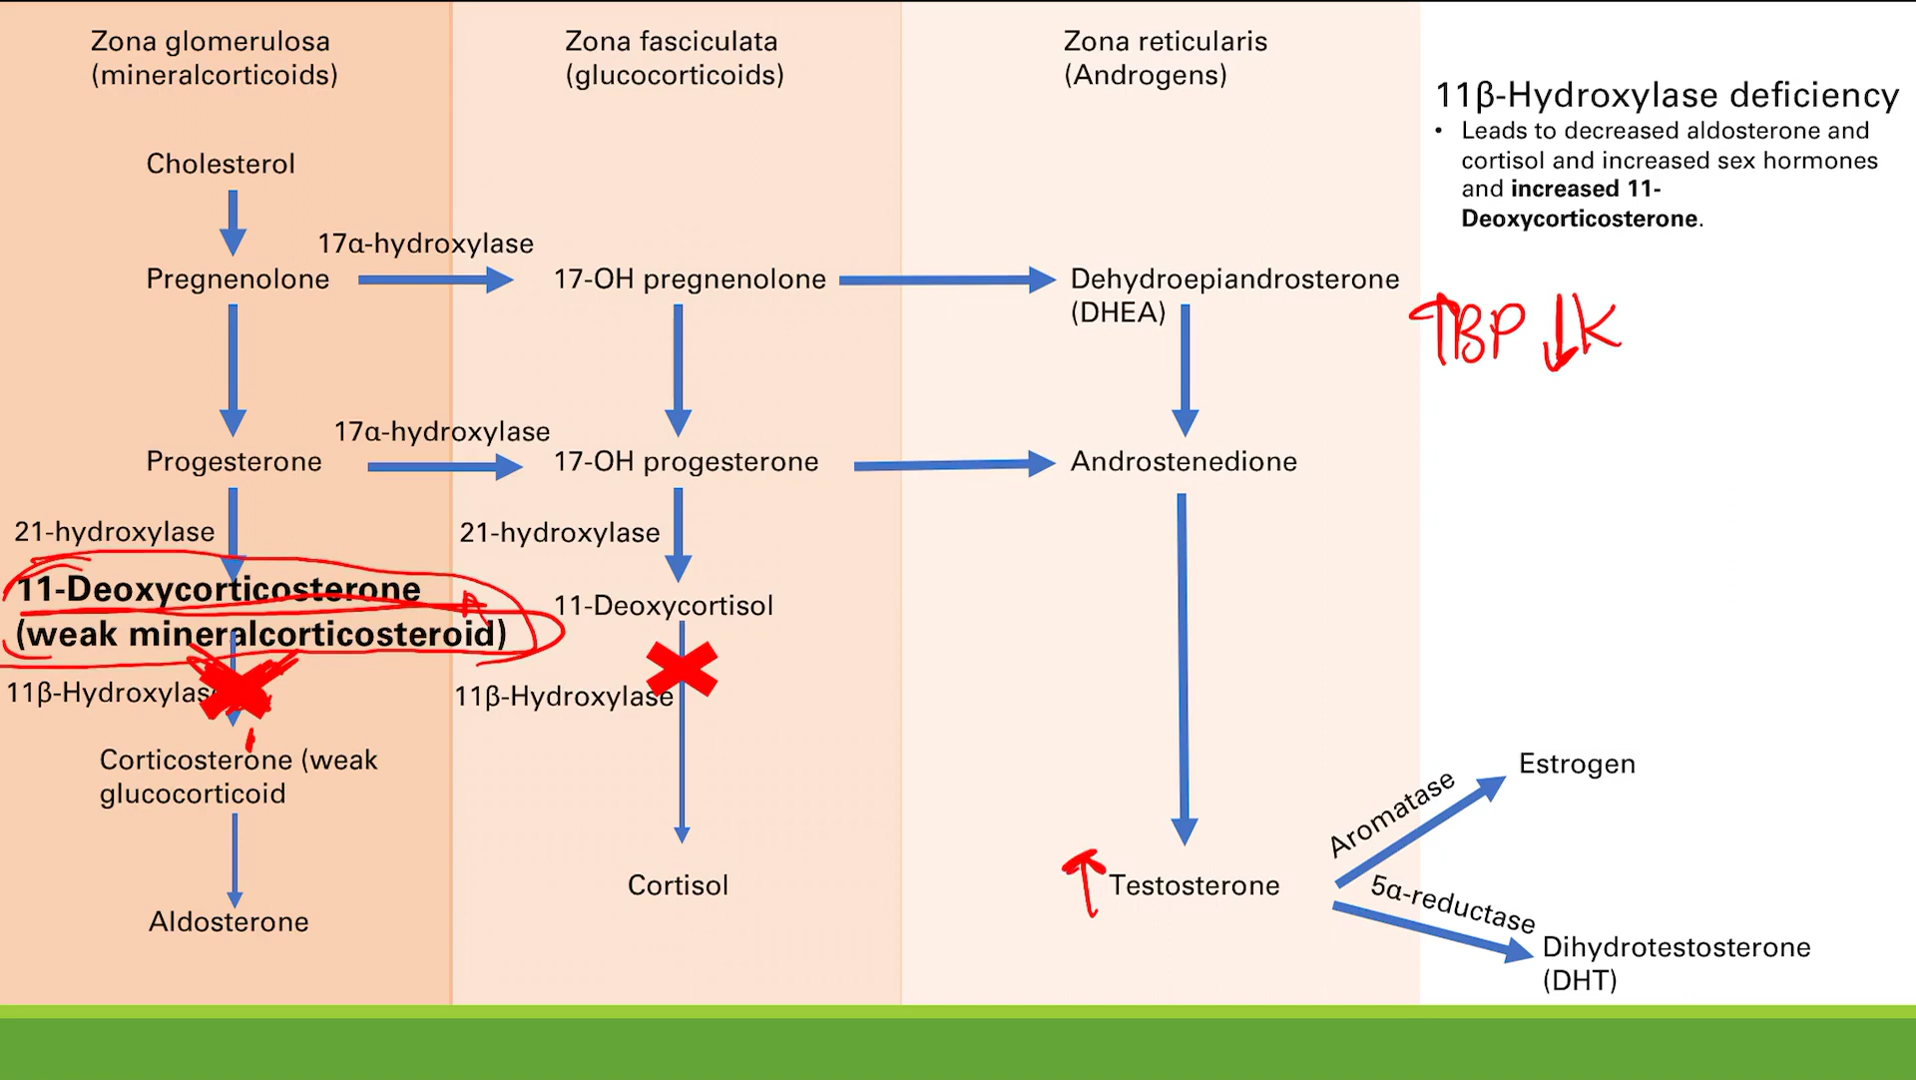 Zona glomerulosa
(mineralcorticoids)
Zona fasciculata
(glucocorticoids)
Zona reticularis
(Androgens)
11β-Hydroxylase deficiency
• Leads to decreased aldosterone and
cortisol and increased sex hormones
and increased 11-
Deoxycorticosterone.
Cholesterol
17α-hydroxylase
Pregnenolone
17-OH pregnenolone
Dehydroepiandrosterone
(DHEA)
↑BP ↓K
17α-hydroxylase
Progesterone
17-OH progesterone
Androstenedione
21-hydroxylase
21-hydroxylase
11-Deoxycorticosterone
(weak mineralcorticosteroid)
11-Deoxycortisol
11β-Hydroxylase
11β-Hydroxylase
Corticosterone (weak
glucocorticoid
Aldosterone
Cortisol
↑ Testosterone
Aromatase
Estrogen
5α-reductase
Dihydrotestosterone
(DHT)